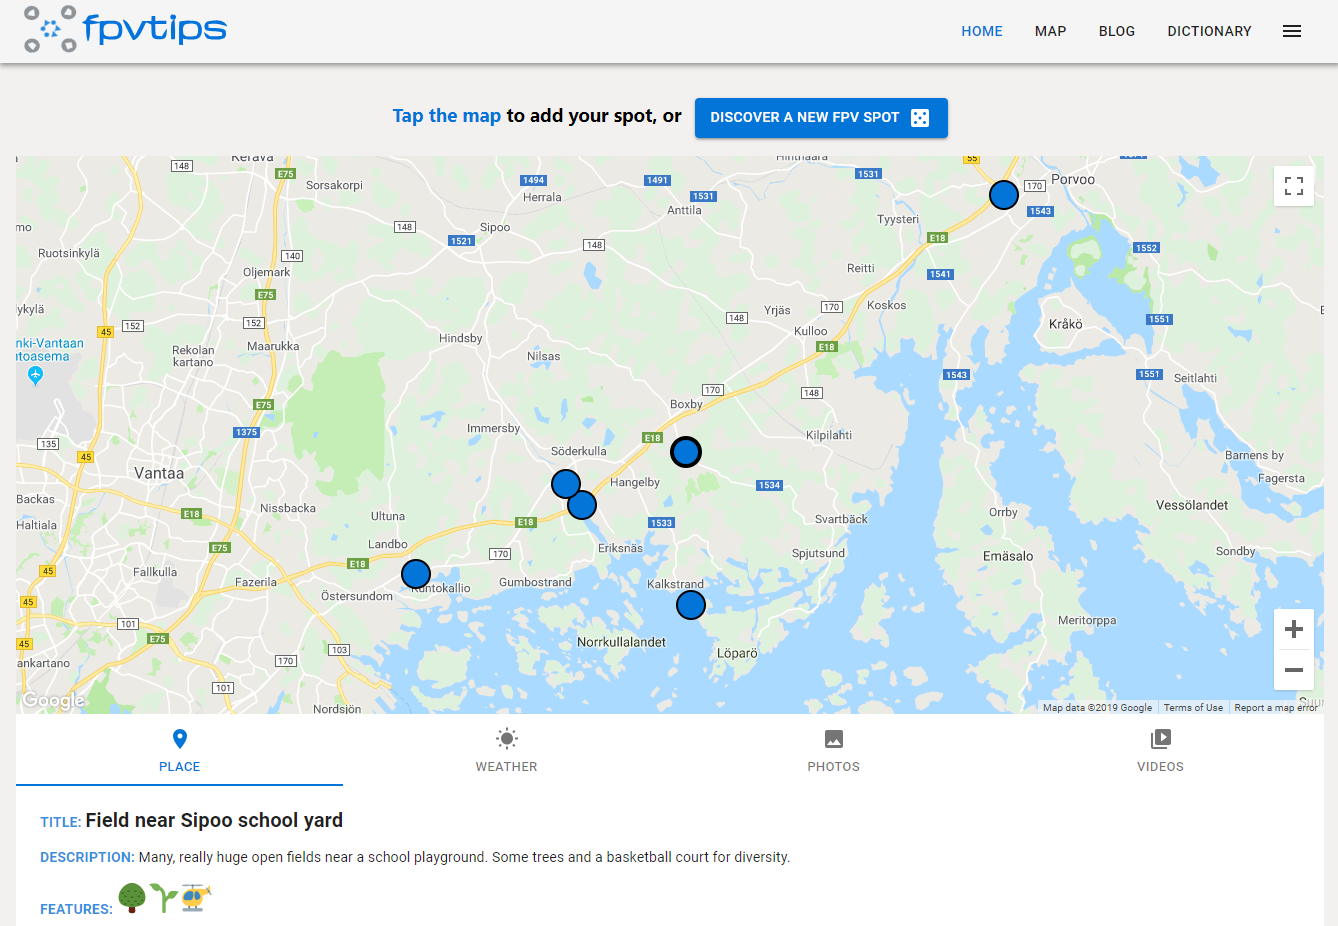 fpvtips
HOME MAP BLOG DICTIONARY
Tap the map to add your spot, or DISCOVER A NEW FPV SPOT
Kerava
148
E75
Sorsakorpi
1494
1491
1531
Herrala
Anttila
1531
Hinthaara
55
170
Porvoo
1543
Tyysteri
E18
1552
148
Sipoo
1521
148
Ruotsinkylä
140
Oljemark
E75
Reitti
1541
ykylä
152
45
152
Maarukka
Rekolan
kartano
Hindsby
Nilsas
148
Yrjäs
170
Kulloo
E18
Koskos
Kråkö
1551
nki-Vantaan
ntoasema
E75
1375
170
Boxby
148
1543
1551
Seitlahti
135
45
Vantaa
Immersby
Söderkulla
E18
Kilpilahti
Hangelby
1534
Barnens by
Fagersta
Backas
Haltiala
E18
Nissbacka
Ultuna
E18
1533
Svartbäck
Orrby
Vessölandet
E75
Landbo
E18
170
Eriksnäs
Spjutsund
Emäsalo
Sondby
45
Fallkulla
Fazerila
Östersundom
Gumbostrand
Kalkstrand
45
101
E75
45
ankartano
170
103
101
Nordsjön
Norrkullalandet
Löparö
Meritorppa
Google
Map data ©2019 Google Terms of Use Report a map error
PLACE WEATHER PHOTOS VIDEOS
TITLE: Field near Sipoo school yard
DESCRIPTION: Many, really huge open fields near a school playground. Some trees and a basketball court for diversity.
FEATURES: